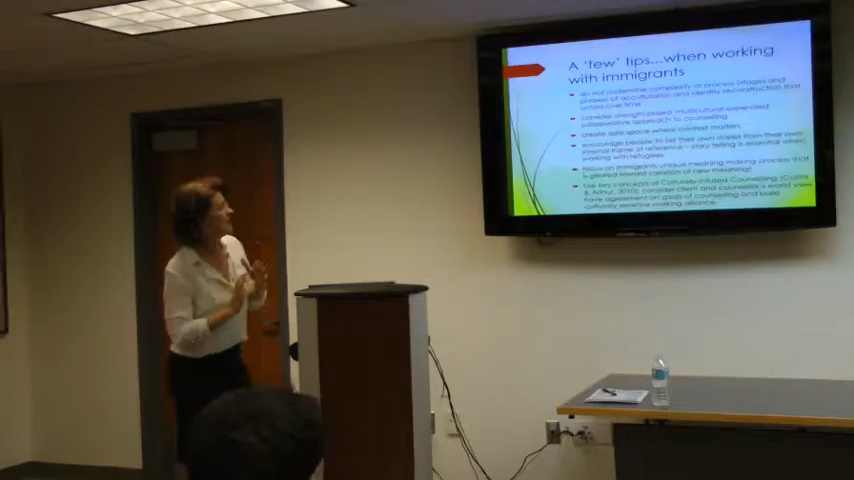 A 'few' tips...when working
with immigrants:
do not undermine complexity or process (stages and
phases) of acculturation and identity reconstruction that
unfold over time
consider strength-based, multicultural expanded
collaborative approach to counselling
create safe space where context matters
encourage people to tell their own stories from their own
internal frame of reference – story telling is essential when
working with refugees
focus on immigrants unique meaning making process that
is geared toward creation of new meanings
Use key concepts of Culturally-Infused Counselling (Collins
& Arthur, 2010): consider client and counsellor's world view,
have agreement on goals of counselling and build
culturally sensitive working alliance